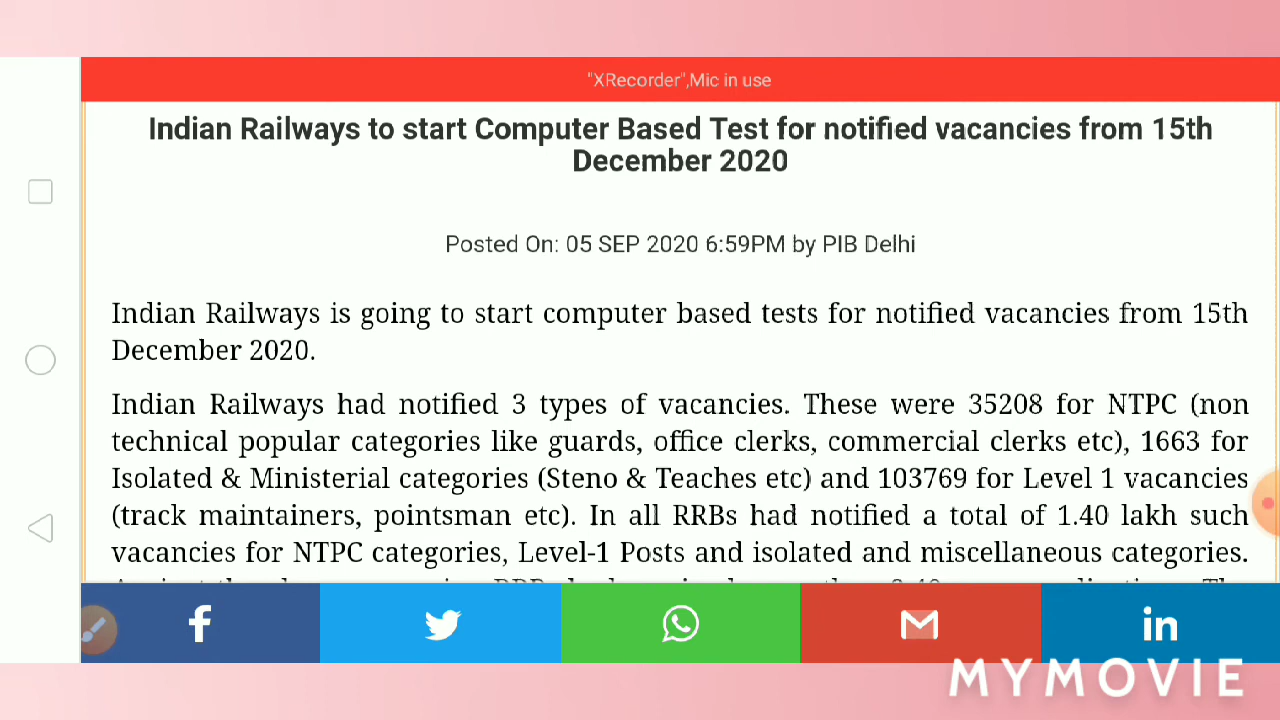 "XRecorder",Mic in use
Indian Railways to start Computer Based Test for notified vacancies from 15th
December 2020
Posted On: 05 SEP 2020 6:59PM by PIB Delhi
Indian Railways is going to start computer based tests for notified vacancies from 15th
December 2020.
Indian Railways had notified 3 types of vacancies. These were 35208 for NTPC (non
technical popular categories like guards, office clerks, commercial clerks etc), 1663 for
Isolated & Ministerial categories (Steno & Teaches etc) and 103769 for Level 1 vacancies
(track maintainers, pointsman etc). In all RRBs had notified a total of 1.40 lakh such
vacancies for NTPC categories, Level-1 Posts and isolated and miscellaneous categories.
MYMOVIE